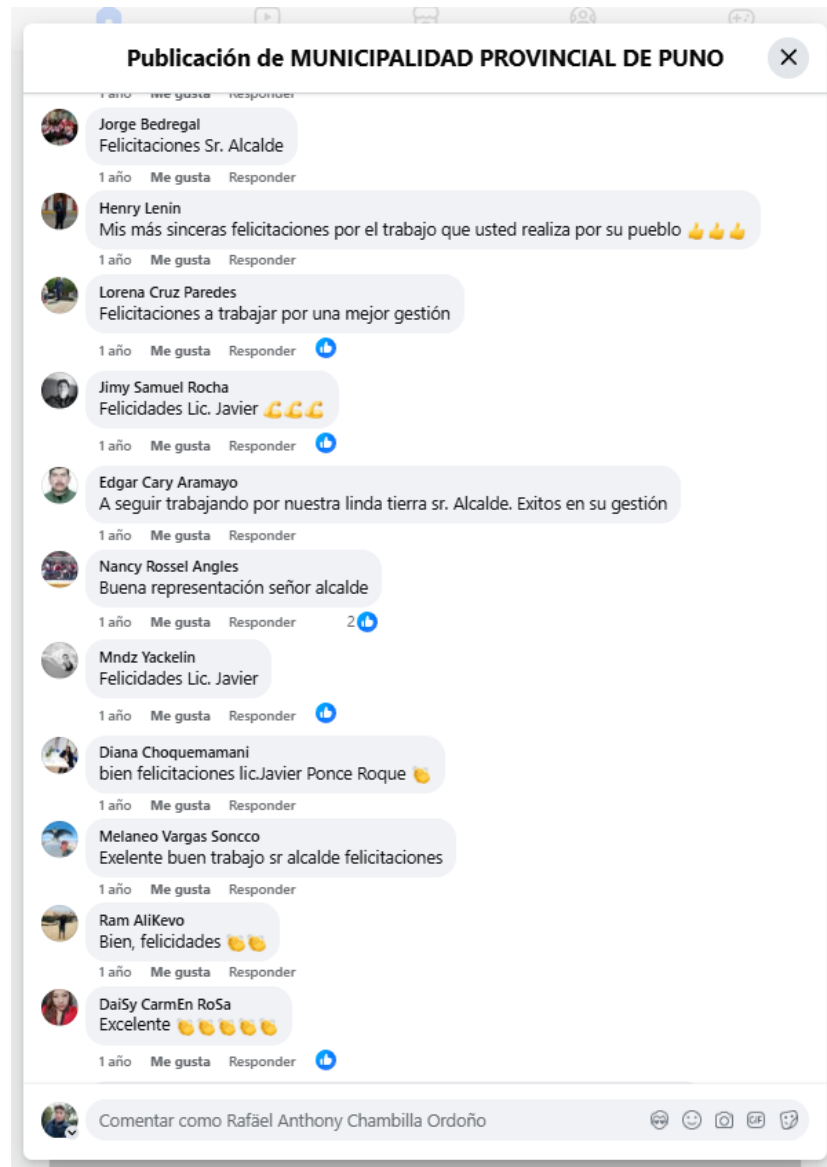 Publicación de MUNICIPALIDAD PROVINCIAL DE PUNO
1 año Me gusta Responder
Jorge Bedregal
Felicitaciones Sr. Alcalde
1 año Me gusta Responder
Henry Lenin
Mis más sinceras felicitaciones por el trabajo que usted realiza por su pueblo 👍👍👍
1 año Me gusta Responder
Lorena Cruz Paredes
Felicitaciones a trabajar por una mejor gestión
1 año Me gusta Responder
Jimy Samuel Rocha
Felicidades Lic. Javier 💪💪💪
1 año Me gusta Responder
Edgar Cary Aramayo
A seguir trabajando por nuestra linda tierra sr. Alcalde. Exitos en su gestión
1 año Me gusta Responder
Nancy Rossel Angles
Buena representación señor alcalde
1 año Me gusta Responder 2
Mndz Yackelin
Felicidades Lic. Javier
1 año Me gusta Responder
Diana Choquemamani
bien felicitaciones lic.Javier Ponce Roque 👏
1 año Me gusta Responder
Melaneo Vargas Soncco
Exelente buen trabajo sr alcalde felicitaciones
1 año Me gusta Responder
Ram AliKevo
Bien, felicidades 👏👏
1 año Me gusta Responder
DaiSy CarmEn RoSa
Excelente 👏👏👏👏👏
1 año Me gusta Responder
Comentar como Rafäel Anthony Chambilla Ordoño
GIF